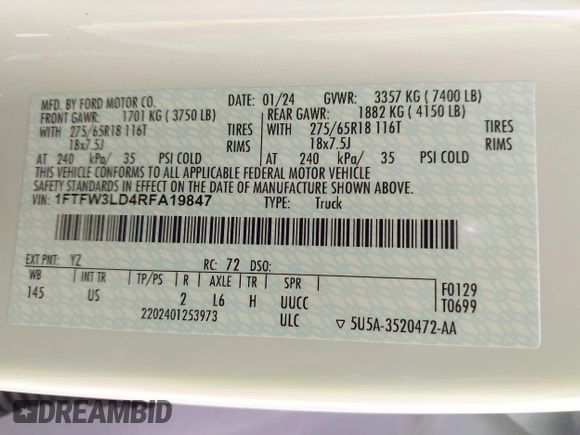 MFD. BY FORD MOTOR CO. DATE: 01/24 GVWR: 3357 KG ( 7400 LB)
FRONT GAWR: 1701 KG ( 3750 LB) REAR GAWR: 1882 KG ( 4150 LB)
WITH 275/65R18 116T TIRES WITH 275/65R18 116T TIRES
18x7.5J RIMS 18x7.5J RIMS
AT 240 kPa/ 35 PSI COLD AT 240 kPa/ 35 PSI COLD
THIS VEHICLE CONFORMS TO ALL APPLICABLE FEDERAL MOTOR VEHICLE
SAFETY STANDARDS IN EFFECT ON THE DATE OF MANUFACTURE SHOWN ABOVE.
VIN: 1FTFW3LD4RFA19847 TYPE: Truck
EXT PNT: YZ RC: 72 DSO:
WB INT TR TP/PS R AXLE TR SPR F0129
145 US 2 L6 H UUCC T0699
2202401253973 ULC ▽ 5U5A-3520472-AA
DREAMBID